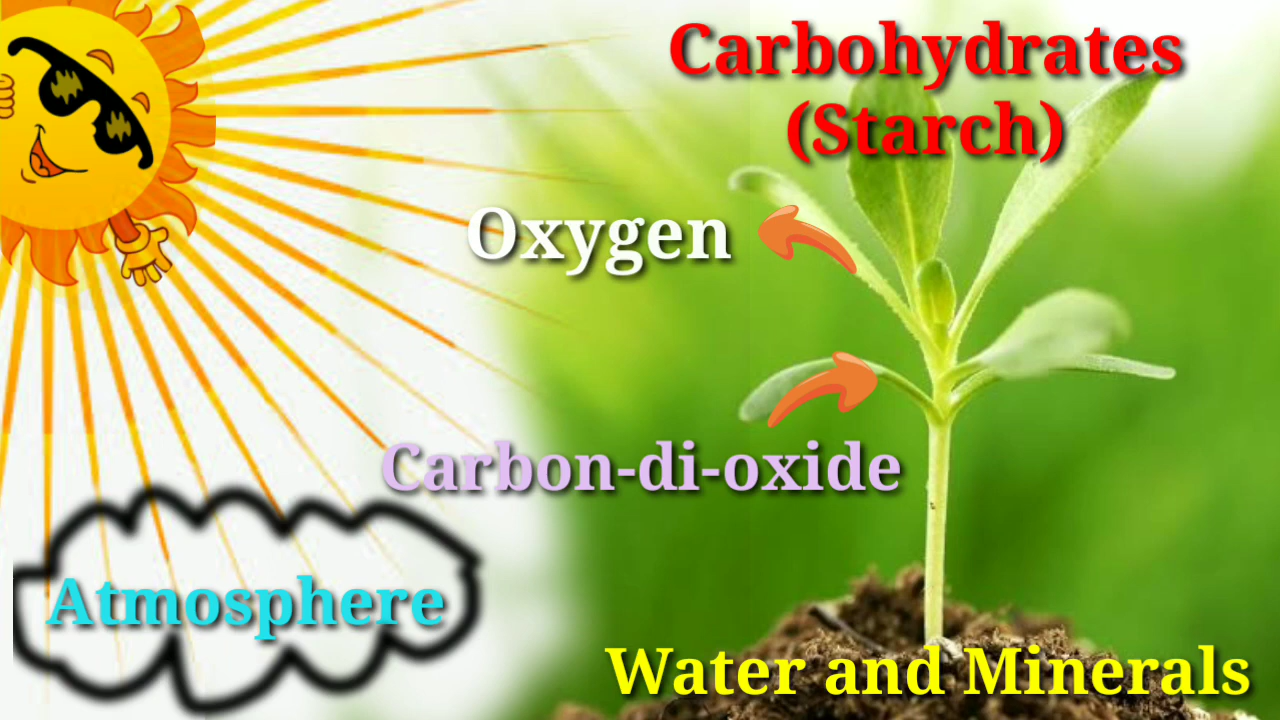 Carbohydrates
(Starch)
Oxygen
Carbon-di-oxide
Atmosphere
Water and Minerals